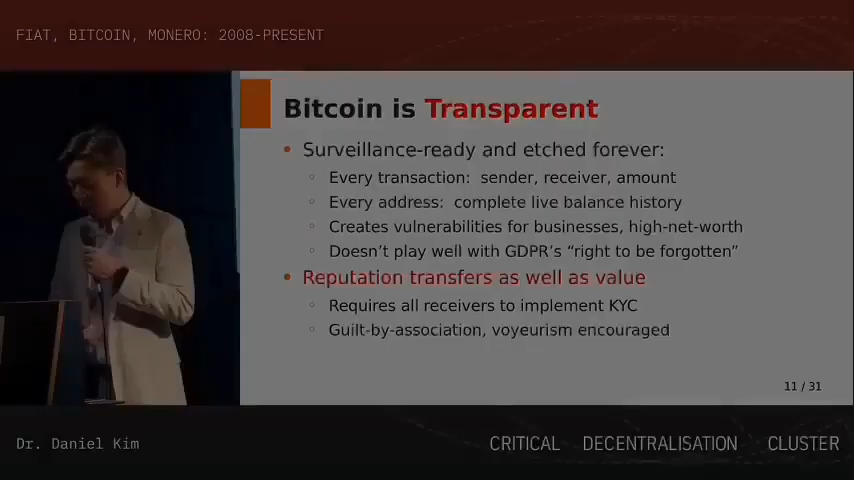 FIAT, BITCOIN, MONERO: 2008-PRESENT
Bitcoin is Transparent
• Surveillance-ready and etched forever:
◦ Every transaction: sender, receiver, amount
◦ Every address: complete live balance history
◦ Creates vulnerabilities for businesses, high-net-worth
◦ Doesn’t play well with GDPR’s “right to be forgotten”
• Reputation transfers as well as value
◦ Requires all receivers to implement KYC
◦ Guilt-by-association, voyeurism encouraged
11 / 31
Dr. Daniel Kim
CRITICAL DECENTRALISATION CLUSTER